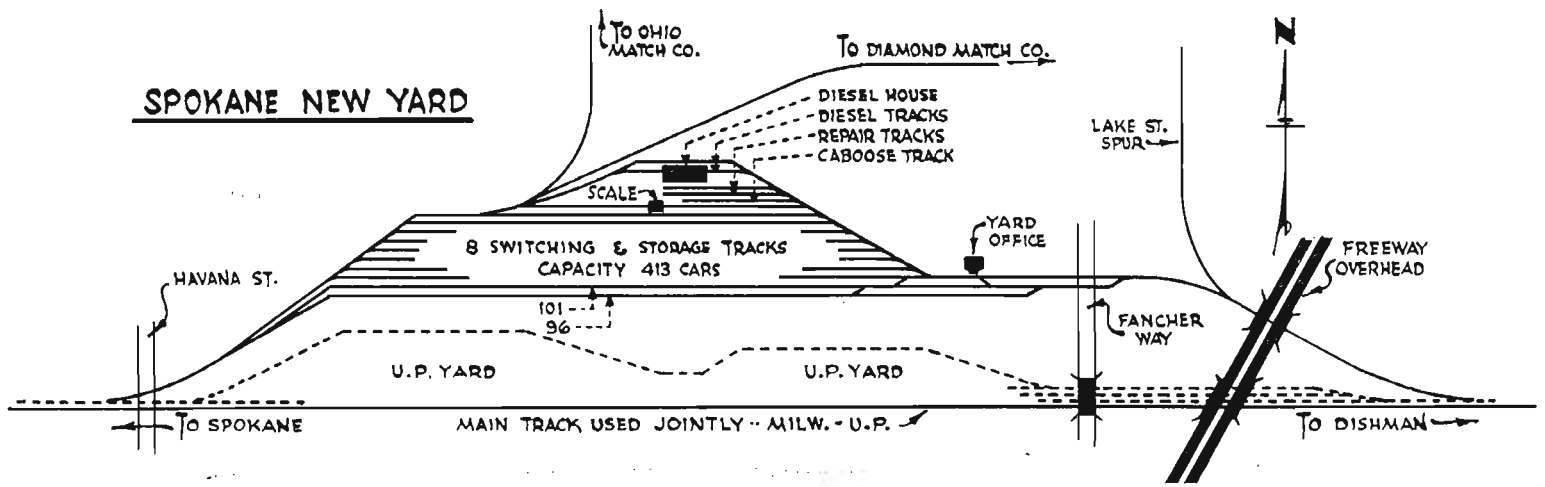 TO OHIO
MATCH CO.
TO DIAMOND MATCH CO.
N
SPOKANE NEW YARD
DIESEL HOUSE
DIESEL TRACKS
REPAIR TRACKS
CABOOSE TRACK
LAKE ST.
SPUR
SCALE
YARD
OFFICE
8 SWITCHING & STORAGE TRACKS
CAPACITY 413 CARS
FREEWAY
OVERHEAD
HAVANA ST.
101
96
FANCHER
WAY
U.P. YARD
U.P. YARD
TO SPOKANE
MAIN TRACK USED JOINTLY -- MILW. - U.P.
TO DISHMAN